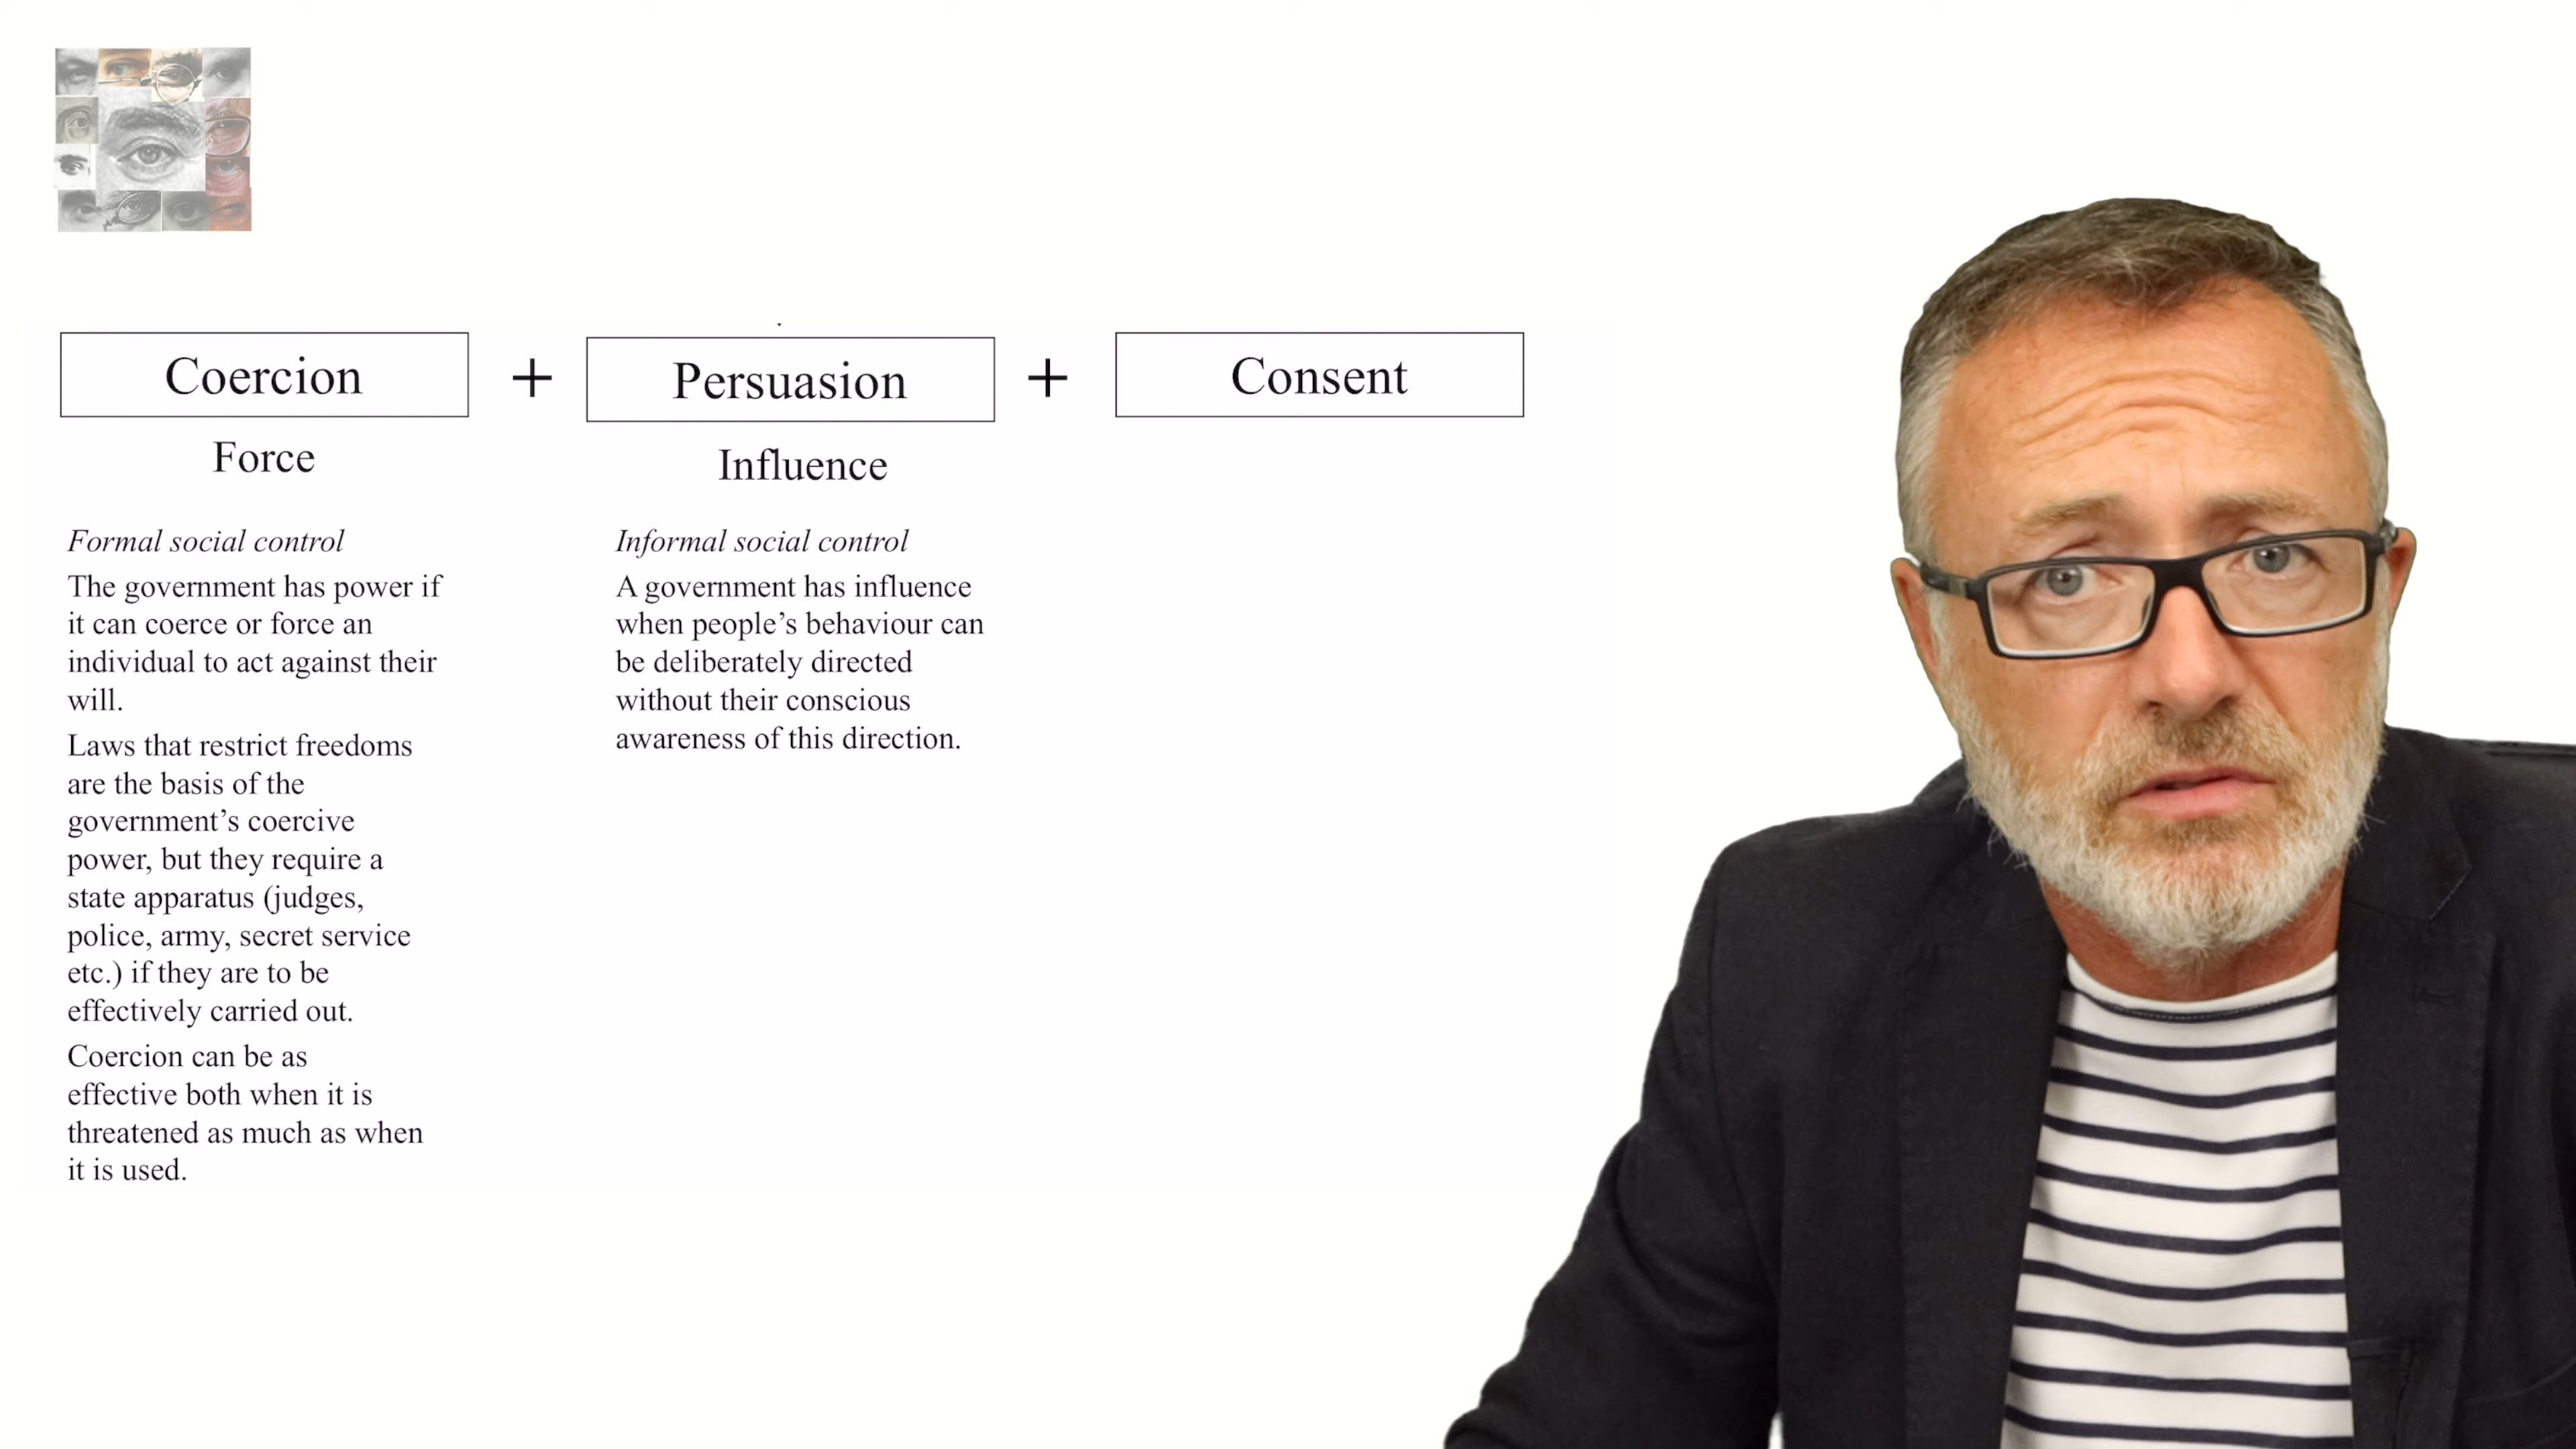 Coercion + Persuasion + Consent
Force
Influence
Formal social control
The government has power if
it can coerce or force an
individual to act against their
will.
Laws that restrict freedoms
are the basis of the
government’s coercive
power, but they require a
state apparatus (judges,
police, army, secret service
etc.) if they are to be
effectively carried out.
Coercion can be as
effective both when it is
threatened as much as when
it is used.
Informal social control
A government has influence
when people’s behaviour can
be deliberately directed
without their conscious
awareness of this direction.